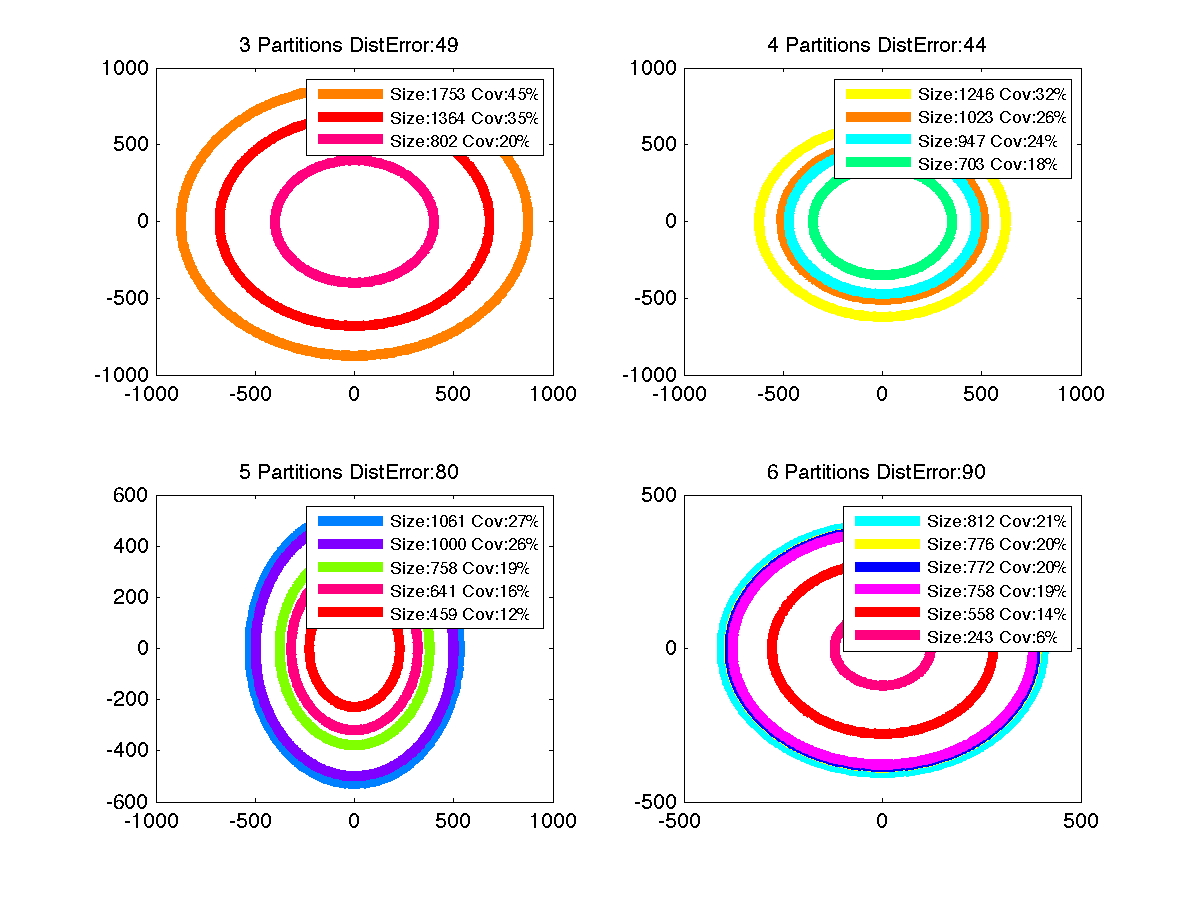 3 Partitions DistError:49
1000
500
0
-500
-1000
-1000
-500
0
500
1000
Size:1753 Cov:45%
Size:1364 Cov:35%
Size:802 Cov:20%
4 Partitions DistError:44
1000
500
0
-500
-1000
-1000
-500
0
500
1000
Size:1246 Cov:32%
Size:1023 Cov:26%
Size:947 Cov:24%
Size:703 Cov:18%
5 Partitions DistError:80
600
400
200
0
-200
-400
-600
-1000
-500
0
500
1000
Size:1061 Cov:27%
Size:1000 Cov:26%
Size:758 Cov:19%
Size:641 Cov:16%
Size:459 Cov:12%
6 Partitions DistError:90
500
0
-500
-500
0
500
Size:812 Cov:21%
Size:776 Cov:20%
Size:772 Cov:20%
Size:758 Cov:19%
Size:558 Cov:14%
Size:243 Cov:6%